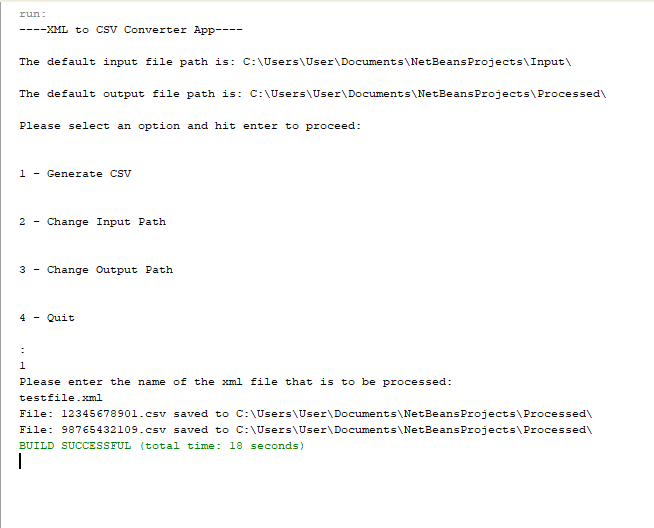 run:
----XML to CSV Converter App----
The default input file path is: C:\Users\User\Documents\NetBeansProjects\Input\
The default output file path is: C:\Users\User\Documents\NetBeansProjects\Processed\
Please select an option and hit enter to proceed:
1 - Generate CSV
2 - Change Input Path
3 - Change Output Path
4 - Quit
:
1
Please enter the name of the xml file that is to be processed:
testfile.xml
File: 12345678901.csv saved to C:\Users\User\Documents\NetBeansProjects\Processed\
File: 98765432109.csv saved to C:\Users\User\Documents\NetBeansProjects\Processed\
BUILD SUCCESSFUL (total time: 18 seconds)